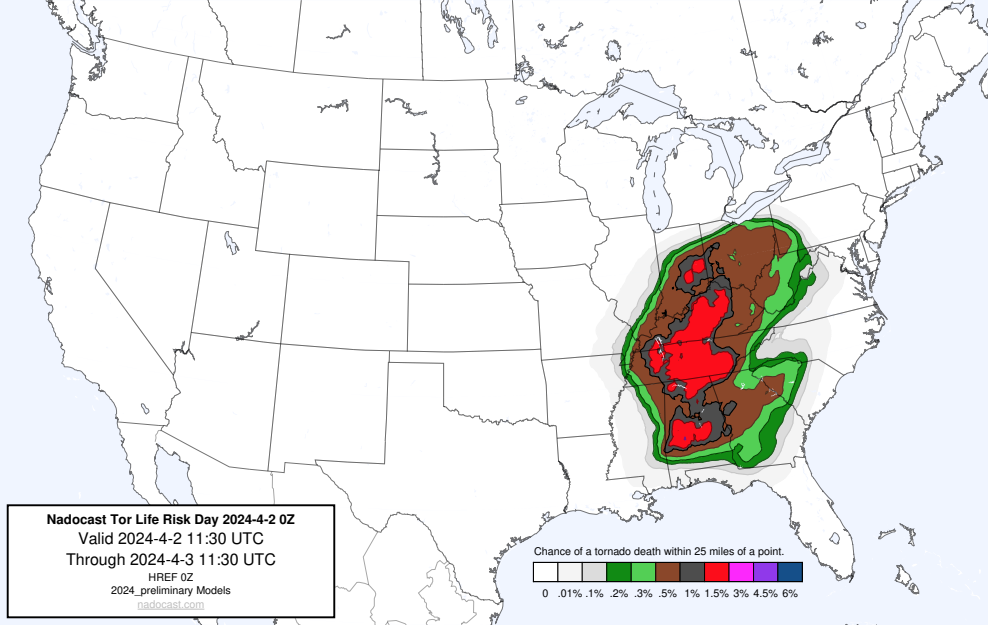 Nadocast Tor Life Risk Day 2024-4-2 0Z
Valid 2024-4-2 11:30 UTC
Through 2024-4-3 11:30 UTC
HREF 0Z
2024_preliminary Models
nadocast.com
Chance of a tornado death within 25 miles of a point.
0 .01% .1% .2% .3% .5% 1% 1.5% 3% 4.5% 6%